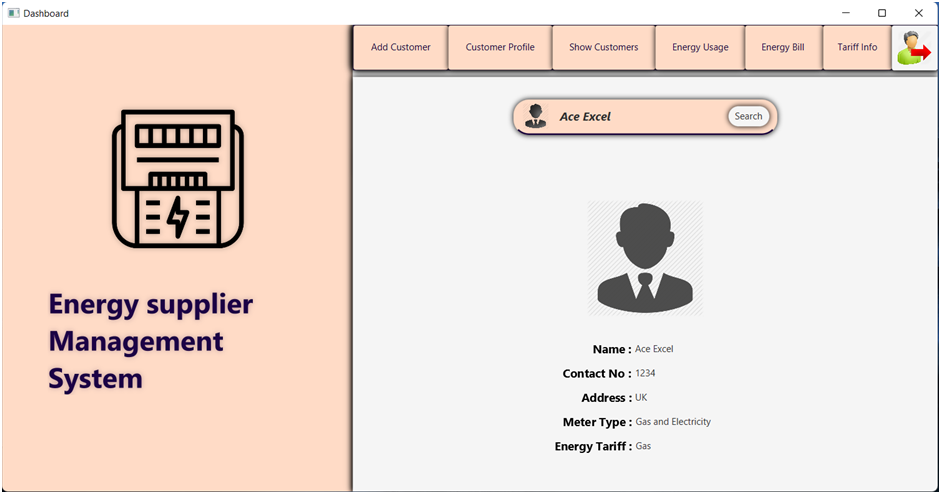 Dashboard
Add Customer Customer Profile Show Customers Energy Usage Energy Bill Tariff Info
Ace Excel Search
Energy supplier
Management
System
Name : Ace Excel
Contact No : 1234
Address : UK
Meter Type : Gas and Electricity
Energy Tariff : Gas